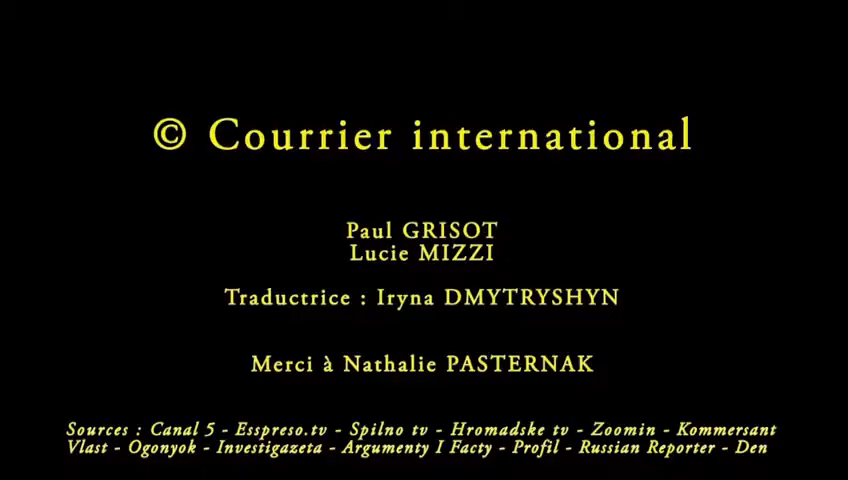 © Courrier international
Paul GRISOT
Lucie MIZZI
Traductrice : Iryna DMYTRYSHYN
Merci à Nathalie PASTERNAK
Sources : Canal 5 - Esspreso.tv - Spilno tv - Hromadske tv - Zoomin - Kommersant
Vlast - Ogonyok - Investigazeta - Argumenty I Facty - Profil - Russian Reporter - Den